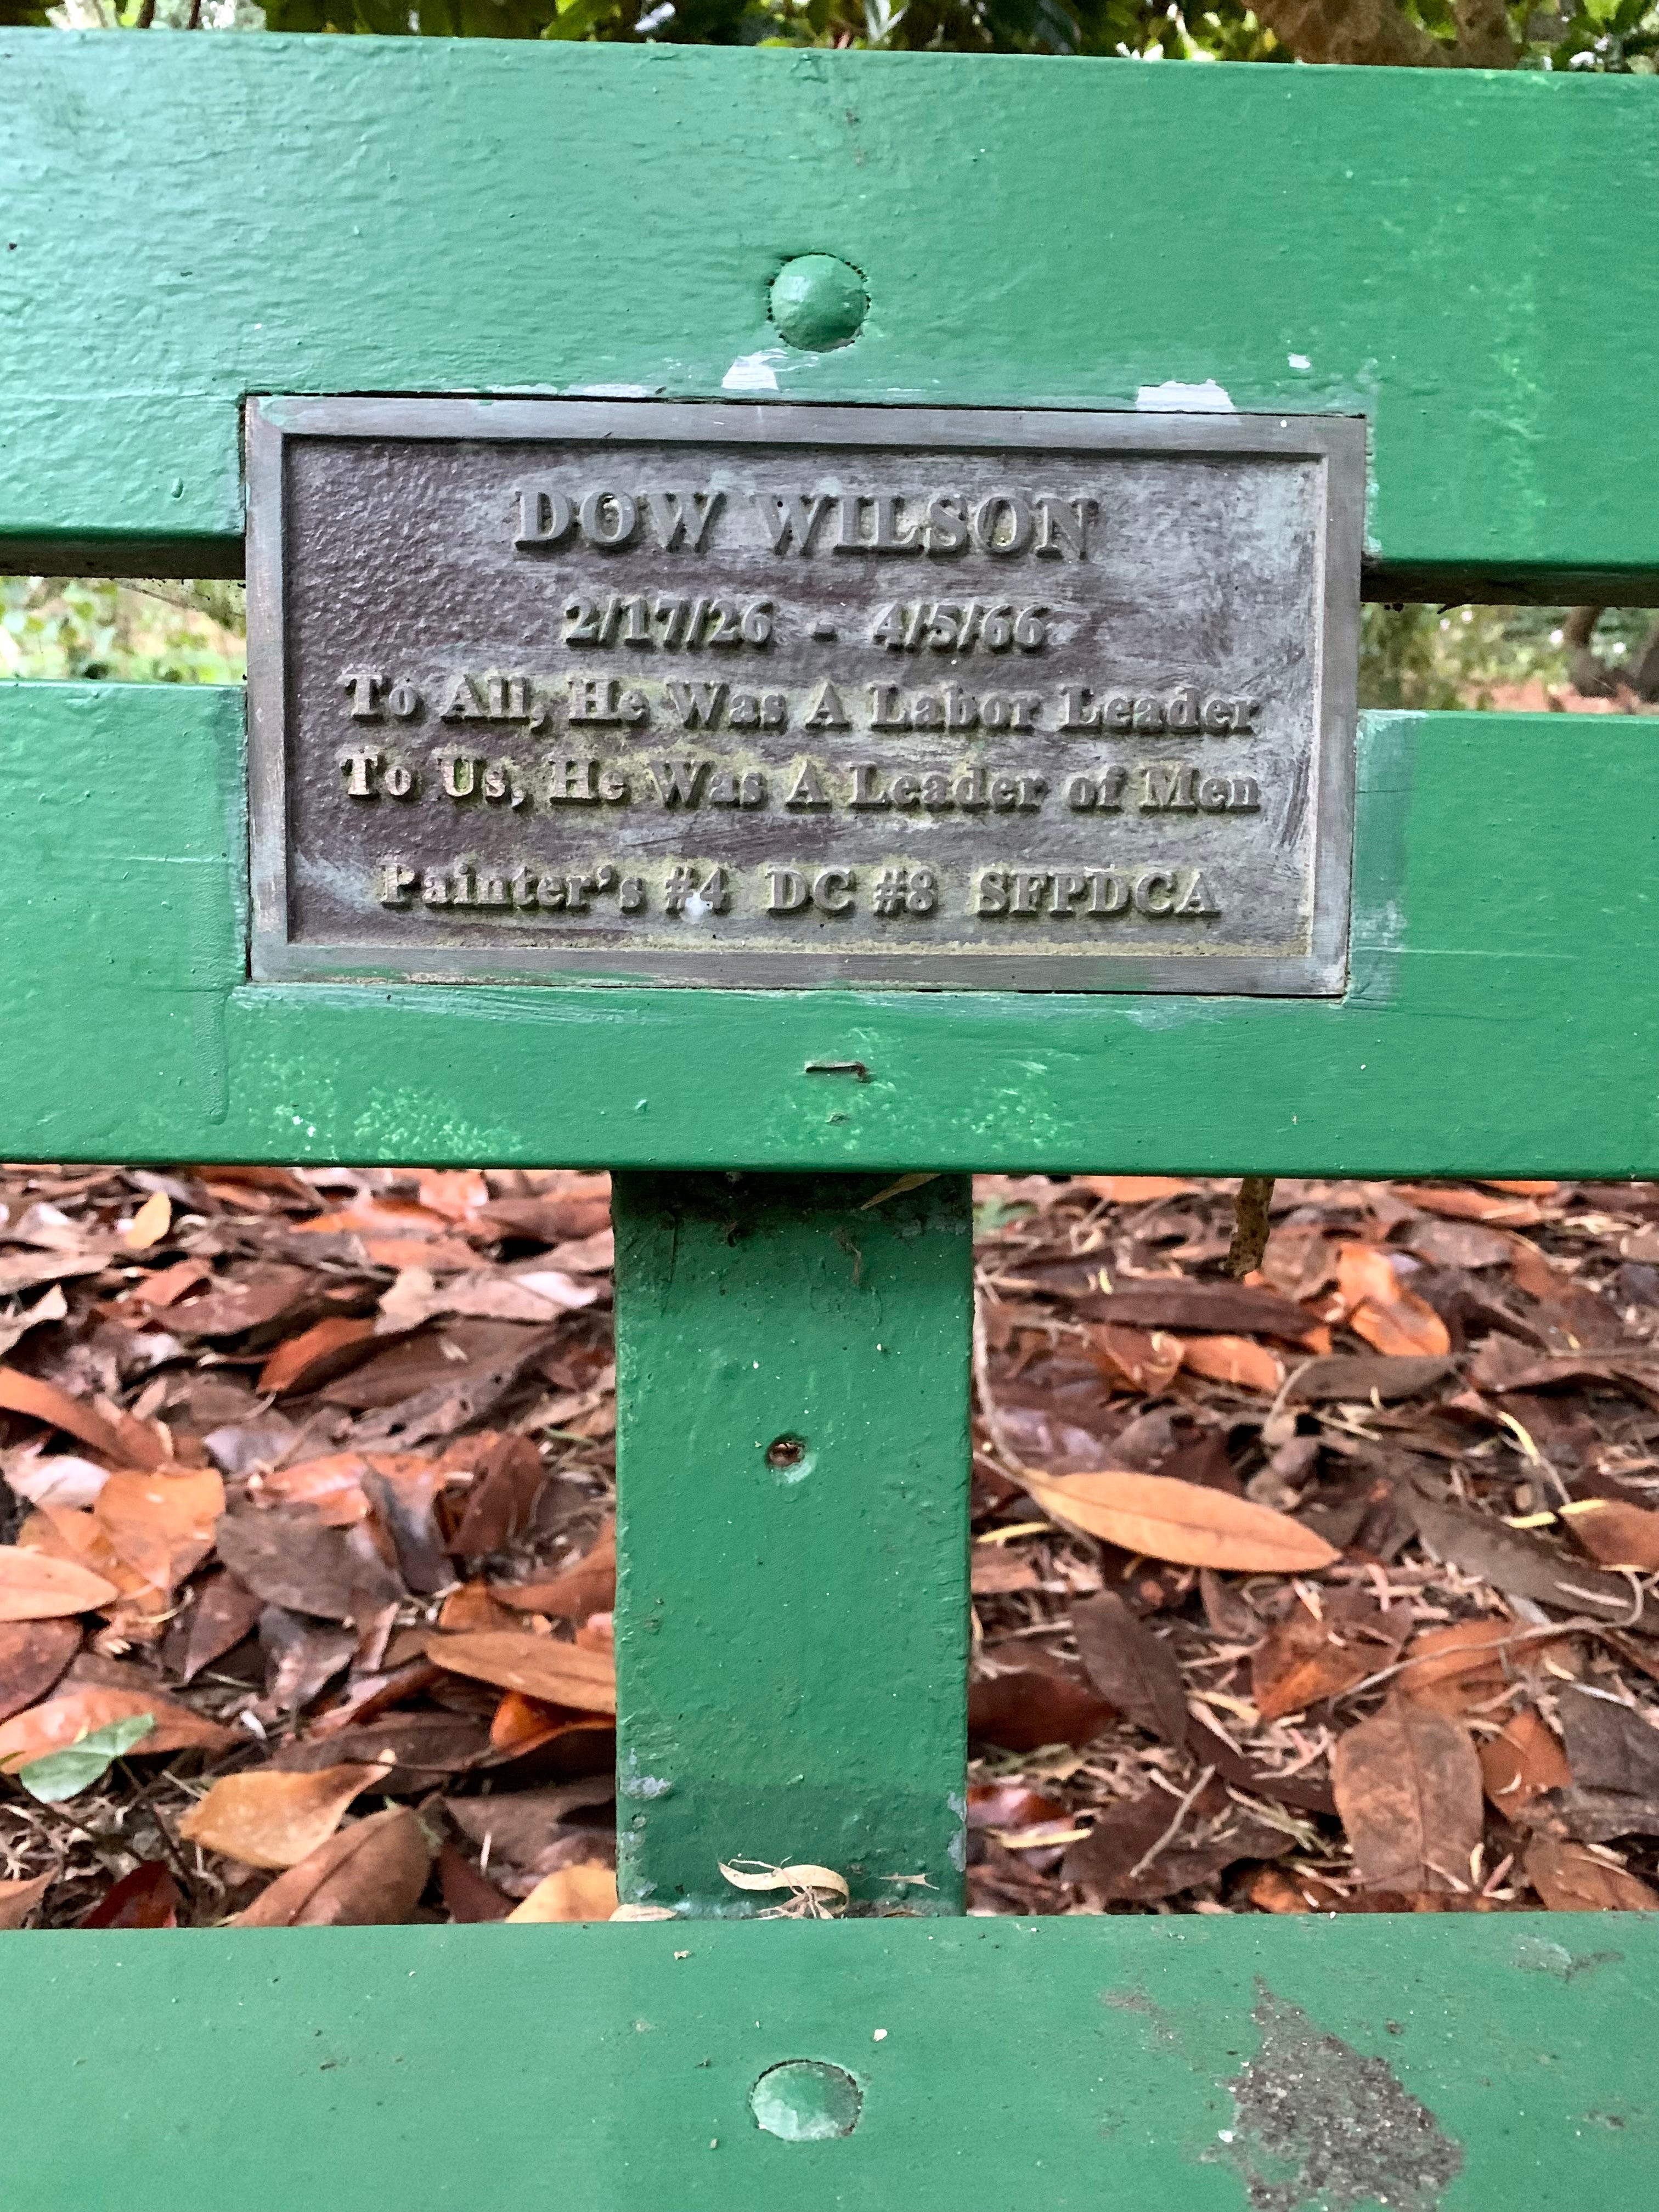 DOW WILSON
2/17/26 - 4/5/66
To All, He Was A Labor Leader
To Us, He Was A Leader of Men
Painter's #4 DC #8 SFPDCA